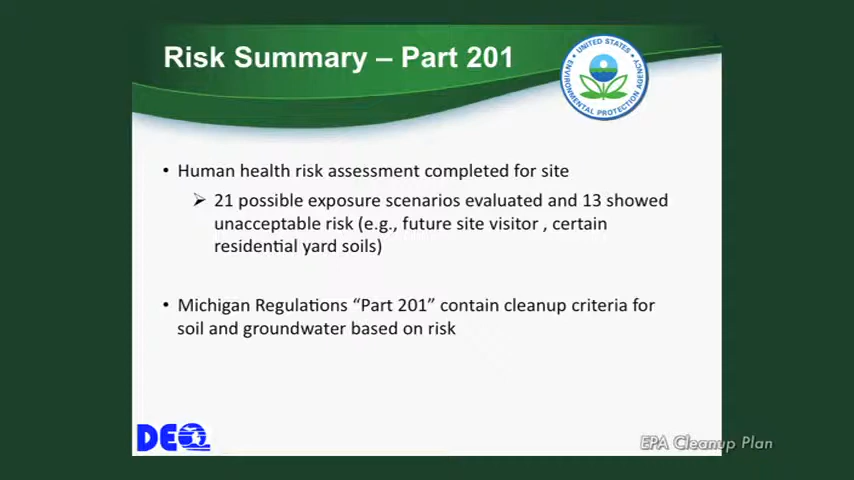 Risk Summary – Part 201
UNITED STATES
ENVIRONMENTAL PROTECTION AGENCY
• Human health risk assessment completed for site
➢ 21 possible exposure scenarios evaluated and 13 showed
unacceptable risk (e.g., future site visitor , certain
residential yard soils)
• Michigan Regulations “Part 201” contain cleanup criteria for
soil and groundwater based on risk
DEQ
EPA Cleanup Plan